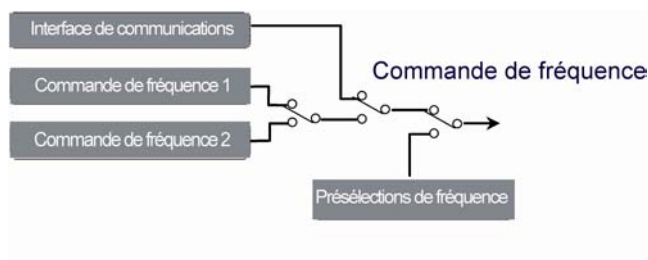 Interface de communications
Commande de fréquence 1
Commande de fréquence
Commande de fréquence 2
Présélections de fréquence